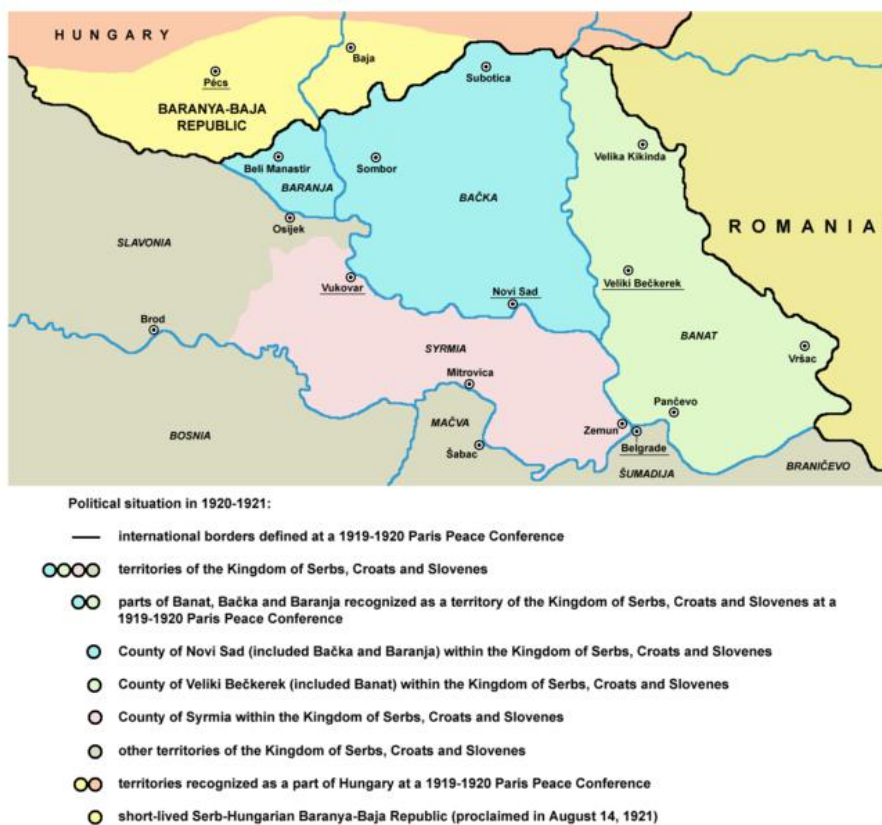 HUNGARY
Baja
Pécs
Subotica
BARANYA-BAJA
REPUBLIC
Beli Manastir
Sombor
Velika Kikinda
BARANJA
BAČKA
Osijek
ROMANIA
SLAVONIA
Vukovar
Novi Sad
Veliki Bečkerek
Brod
SYRMIA
BANAT
Vršac
Mitrovica
MAČVA
Pančevo
Zemun
BOSNIA
Šabac
Belgrade
ŠUMADIJA
BRANIČEVO
Political situation in 1920-1921:
international borders defined at a 1919-1920 Paris Peace Conference
territories of the Kingdom of Serbs, Croats and Slovenes
parts of Banat, Bačka and Baranja recognized as a territory of the Kingdom of Serbs, Croats and Slovenes at a
1919-1920 Paris Peace Conference
County of Novi Sad (included Bačka and Baranja) within the Kingdom of Serbs, Croats and Slovenes
County of Veliki Bečkerek (included Banat) within the Kingdom of Serbs, Croats and Slovenes
County of Syrmia within the Kingdom of Serbs, Croats and Slovenes
other territories of the Kingdom of Serbs, Croats and Slovenes
territories recognized as a part of Hungary at a 1919-1920 Paris Peace Conference
short-lived Serb-Hungarian Baranya-Baja Republic (proclaimed in August 14, 1921)